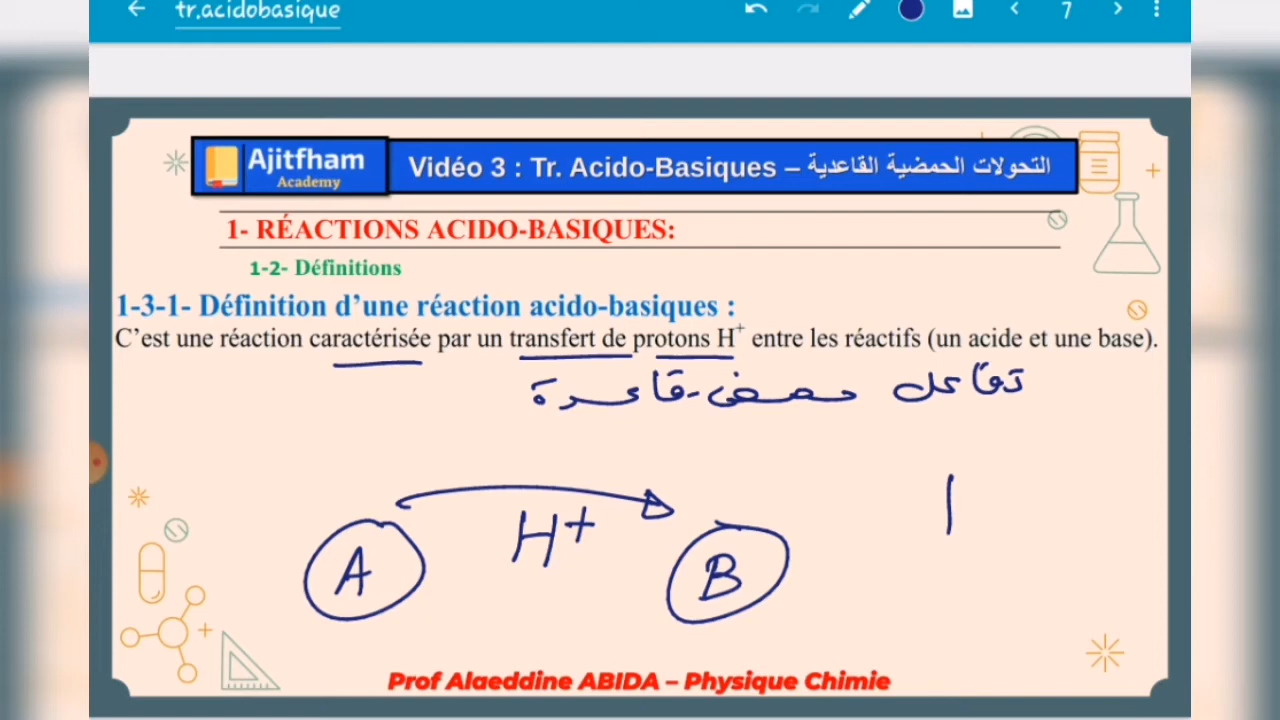 tr.acidobasique
7
Ajitfham
Academy
Vidéo 3 : Tr. Acido-Basiques – التحولات الحمضية القاعدية
1- RÉACTIONS ACIDO-BASIQUES:
1-2- Définitions
1-3-1- Définition d’une réaction acido-basiques :
C’est une réaction caractérisée par un transfert de protons H⁺ entre les réactifs (un acide et une base).
تفاعل حمض-قاعدة
A H⁺ B
Prof Alaeddine ABIDA – Physique Chimie